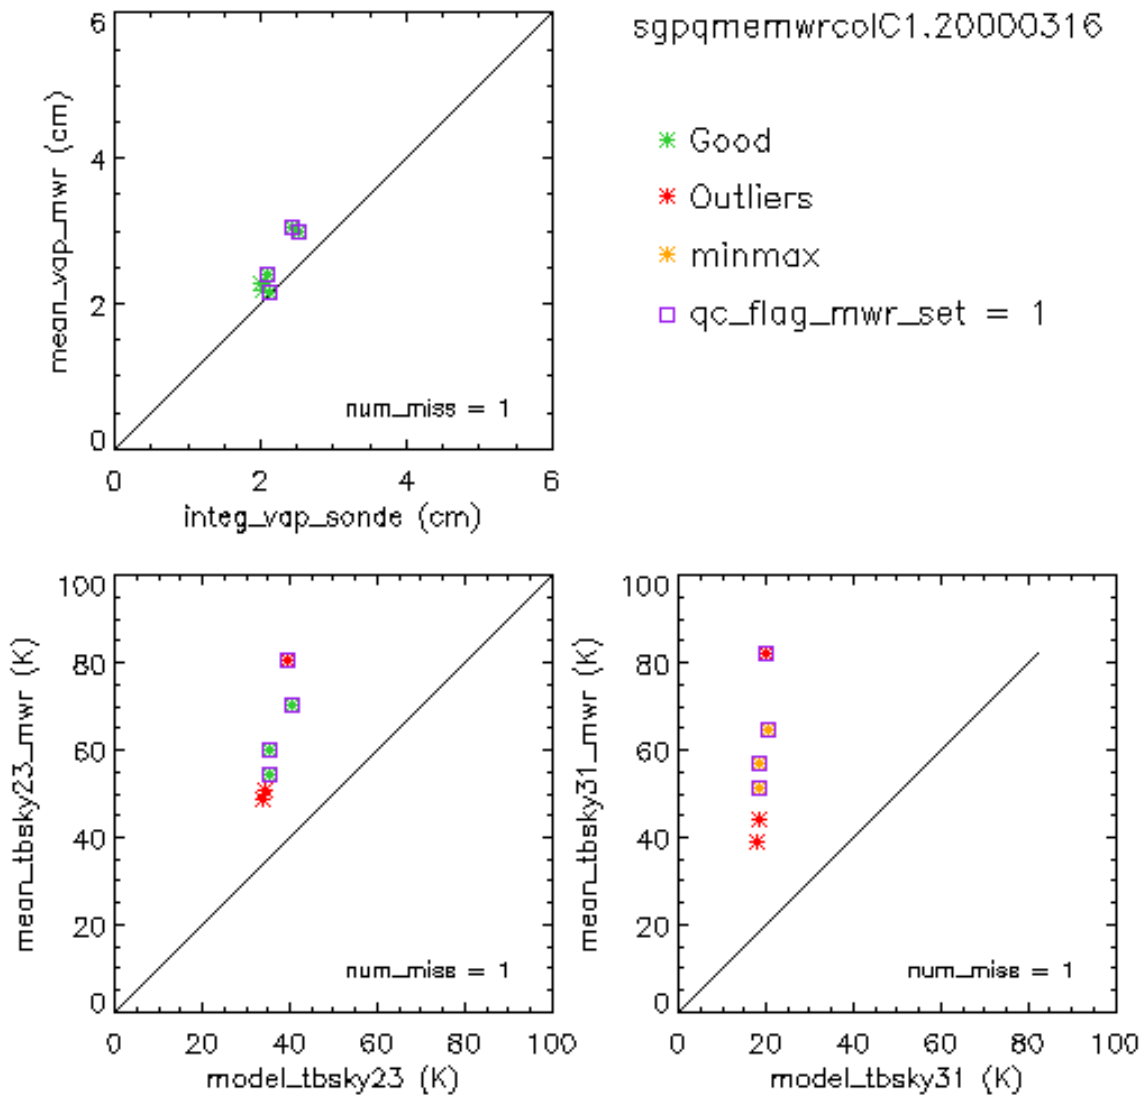 sgpqmemwrcolC1.20000316
Good
Outliers
minmax
qc_flag_mwr_set = 1
6
4
2
0
mean_vap_mwr (cm)
num_miss = 1
0 2 4 6
integ_vap_sonde (cm)
100
80
60
40
20
0
mean_tbsky23_mwr (K)
num_miss = 1
0 20 40 60 80 100
model_tbsky23 (K)
100
80
60
40
20
0
mean_tbsky31_mwr (K)
num_miss = 1
0 20 40 60 80 100
model_tbsky31 (K)